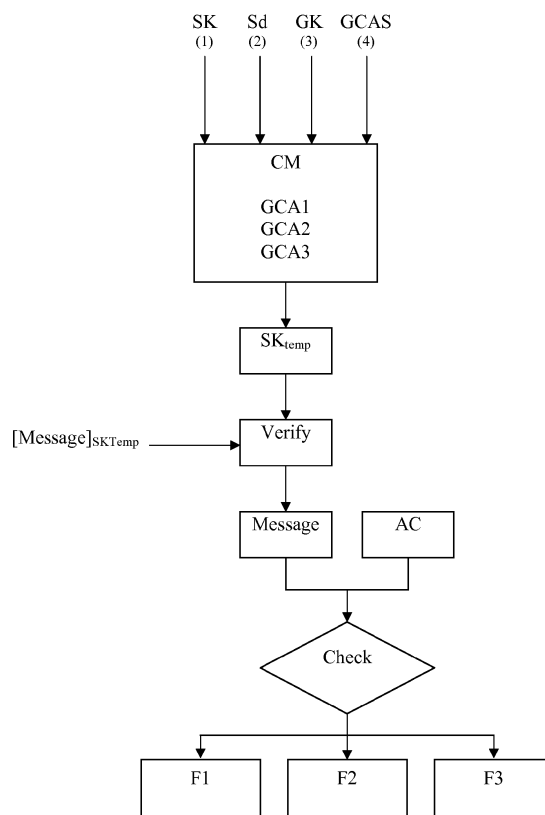 SK Sd GK GCAS
(1) (2) (3) (4)
CM
GCA1
GCA2
GCA3
SKtemp
[Message]SKTemp
Verify
Message AC
Check
F1 F2 F3